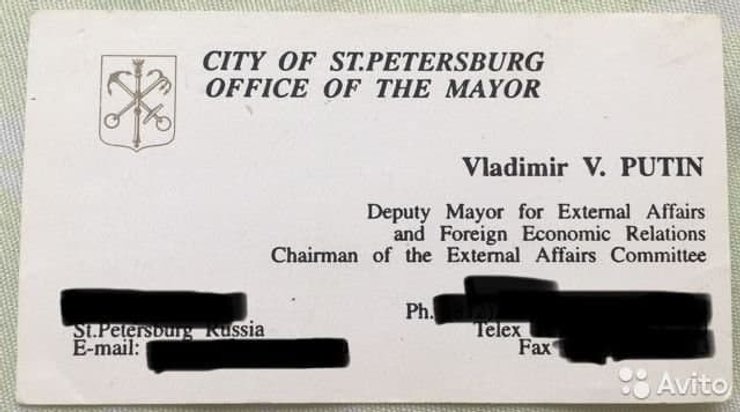 CITY OF ST.PETERSBURG
OFFICE OF THE MAYOR
Vladimir V. PUTIN
Deputy Mayor for External Affairs
and Foreign Economic Relations
Chairman of the External Affairs Committee
St.Petersburg Russia
E-mail:
Ph.
Telex
Fax
Avito